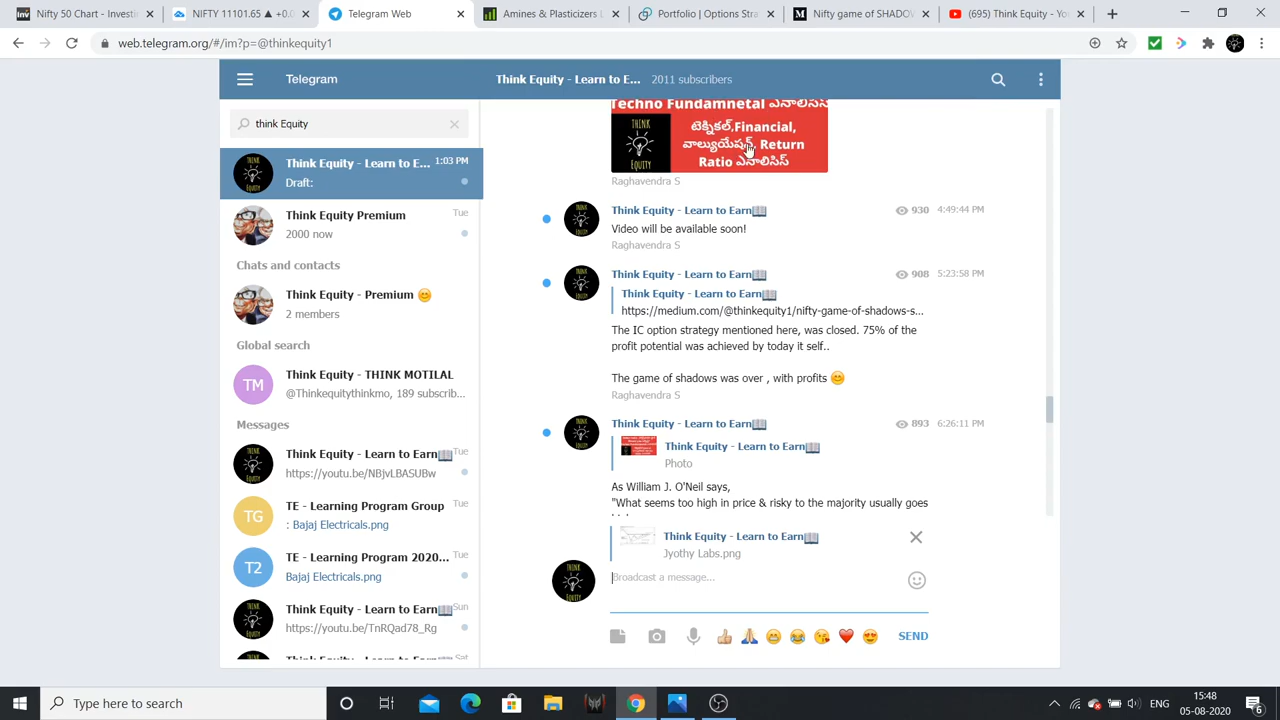 Nifty 50 Chart - Investi
NIFTY 11101.65 ▲ +0.0
Telegram Web
Amines & Plasticizers L
Portfolio | Options Stra
Nifty game of SHADOV
(695) Think Equity - Yo
web.telegram.org/#/im?p=@thinkequity1
Telegram
Think Equity - Learn to E...
2011 subscribers
think Equity
Think Equity - Learn to E...
1:03 PM
Draft:
Think Equity Premium
Tue
2000 now
Chats and contacts
Think Equity - Premium 😊
2 members
Global search
TM
Think Equity - THINK MOTILAL
@Thinkequitythinkmo, 189 subscrib...
Messages
Think Equity - Learn to Earn📖
Tue
https://youtu.be/NBjvLBASUBw
TG
TE - Learning Program Group
Tue
: Bajaj Electricals.png
T2
TE - Learning Program 2020...
Tue
Bajaj Electricals.png
Think Equity - Learn to Earn📖
Sun
https://youtu.be/TnRQad78_Rg
Sat
Techno Fundamnetal ఎనాలిసిస్
THINK
EQUITY
టెక్నికల్,Financial,
వాల్యుయేషన్, Return
Ratio ఎనాలిసిస్
Raghavendra S
Think Equity - Learn to Earn📖
930 4:49:44 PM
Video will be available soon!
Raghavendra S
Think Equity - Learn to Earn📖
908 5:23:58 PM
Think Equity - Learn to Earn📖
https://medium.com/@thinkequity1/nifty-game-of-shadows-s...
The IC option strategy mentioned here, was closed. 75% of the
profit potential was achieved by today it self..
The game of shadows was over , with profits 😊
Raghavendra S
Think Equity - Learn to Earn📖
893 6:26:11 PM
Think Equity - Learn to Earn📖
Photo
As William J. O'Neil says,
"What seems too high in price & risky to the majority usually goes
Think Equity - Learn to Earn📖
Jyothy Labs.png
Broadcast a message...
SEND
Type here to search
ENG
15:48
05-08-2020
6